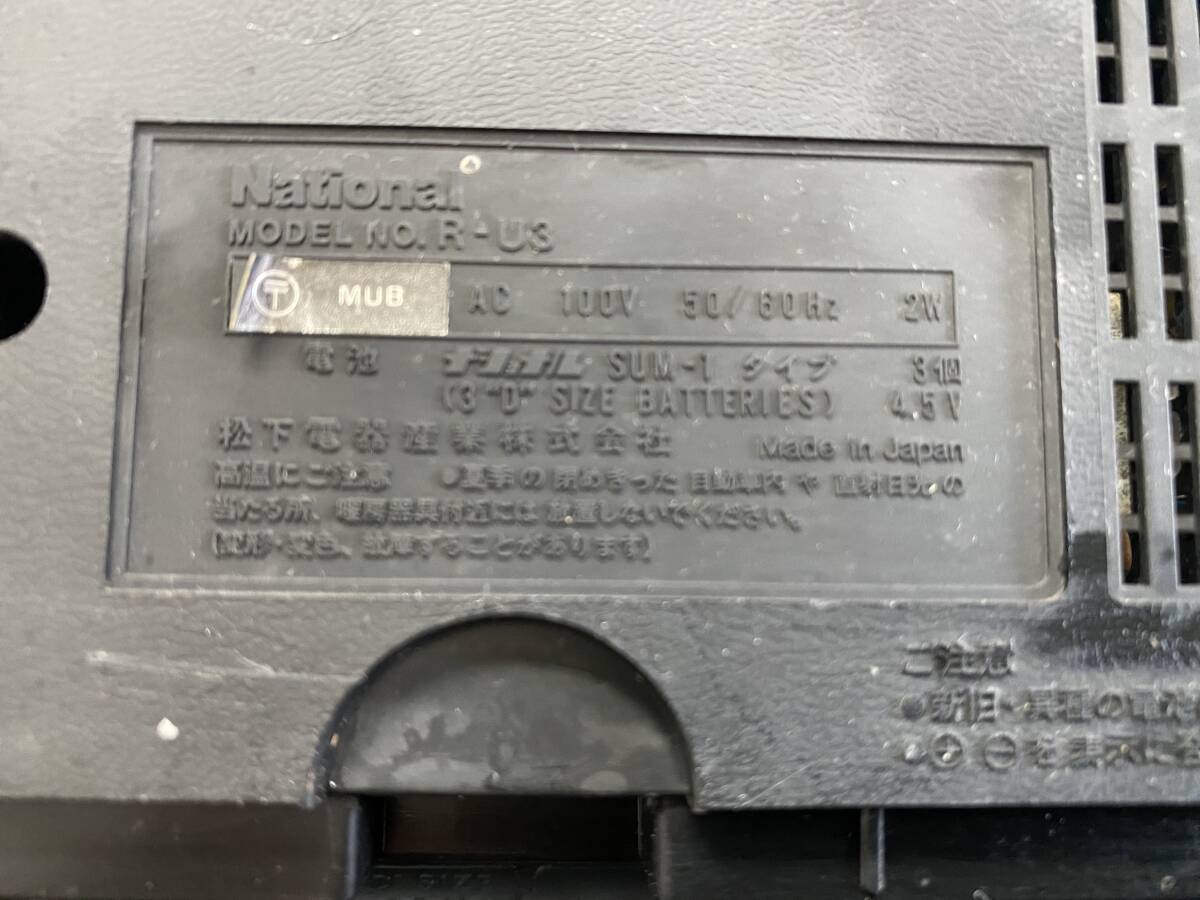 National
MODEL NO. R-U3
〒 MUB AC 100V 50/60Hz 2W
電池 ナショナル SUM-1 タイプ 3個
(3 "D" SIZE BATTERIES) 4.5V
松下電器産業株式会社 Made in Japan
高温にご注意 ●夏季の閉めきった自動車内や直射日光の
当たる所、暖房器具付近には放置しないでください。
(変形・変色、故障することがあります)
ご注意
●新旧・異種の電池
●⊕⊖を表示に